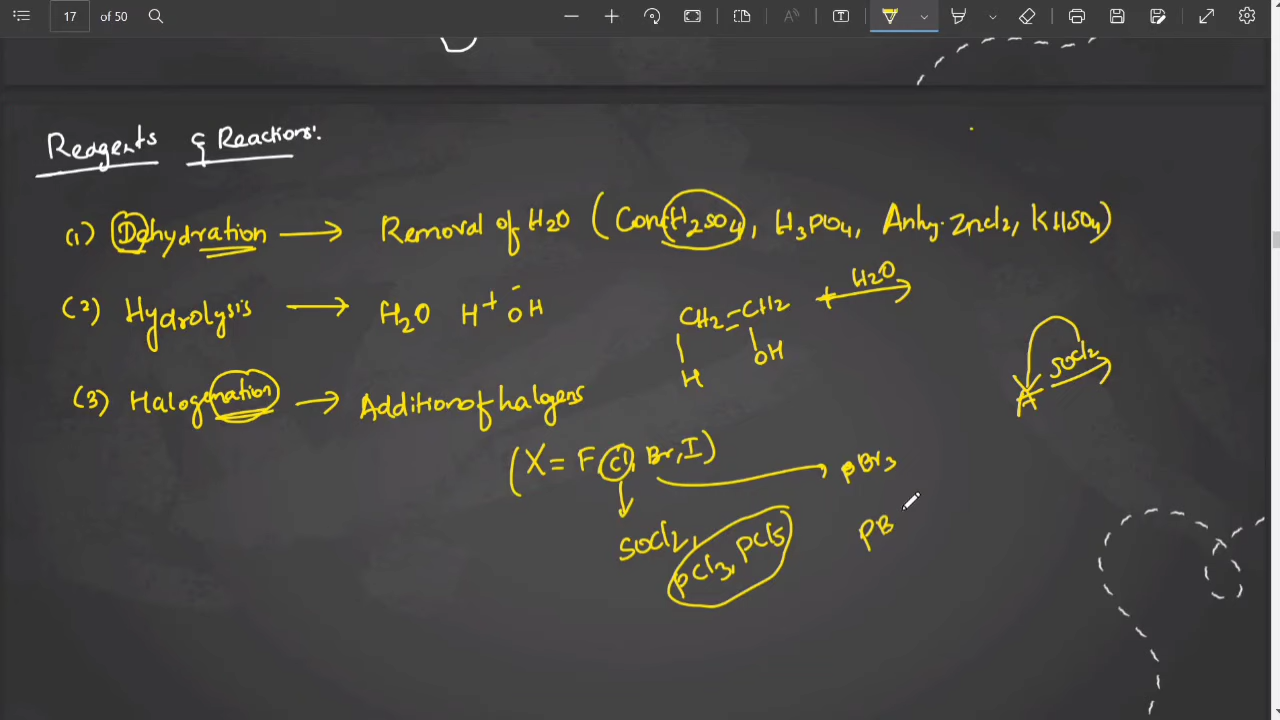 17 of 50
Reagents & Reactions:
(1) Dehydration → Removal of H2O (Conc H2SO4, H3PO4, Anhy. ZnCl2, KHSO4)
(2) Hydrolysis → H2O H+ OH-
CH2=CH2 + H2O →
H OH
A SOCl2 →
(3) Halogenation → Addition of halogens
(X = F, Cl, Br, I) → PBr3
SOCl2, PCl3, PCl5
PB